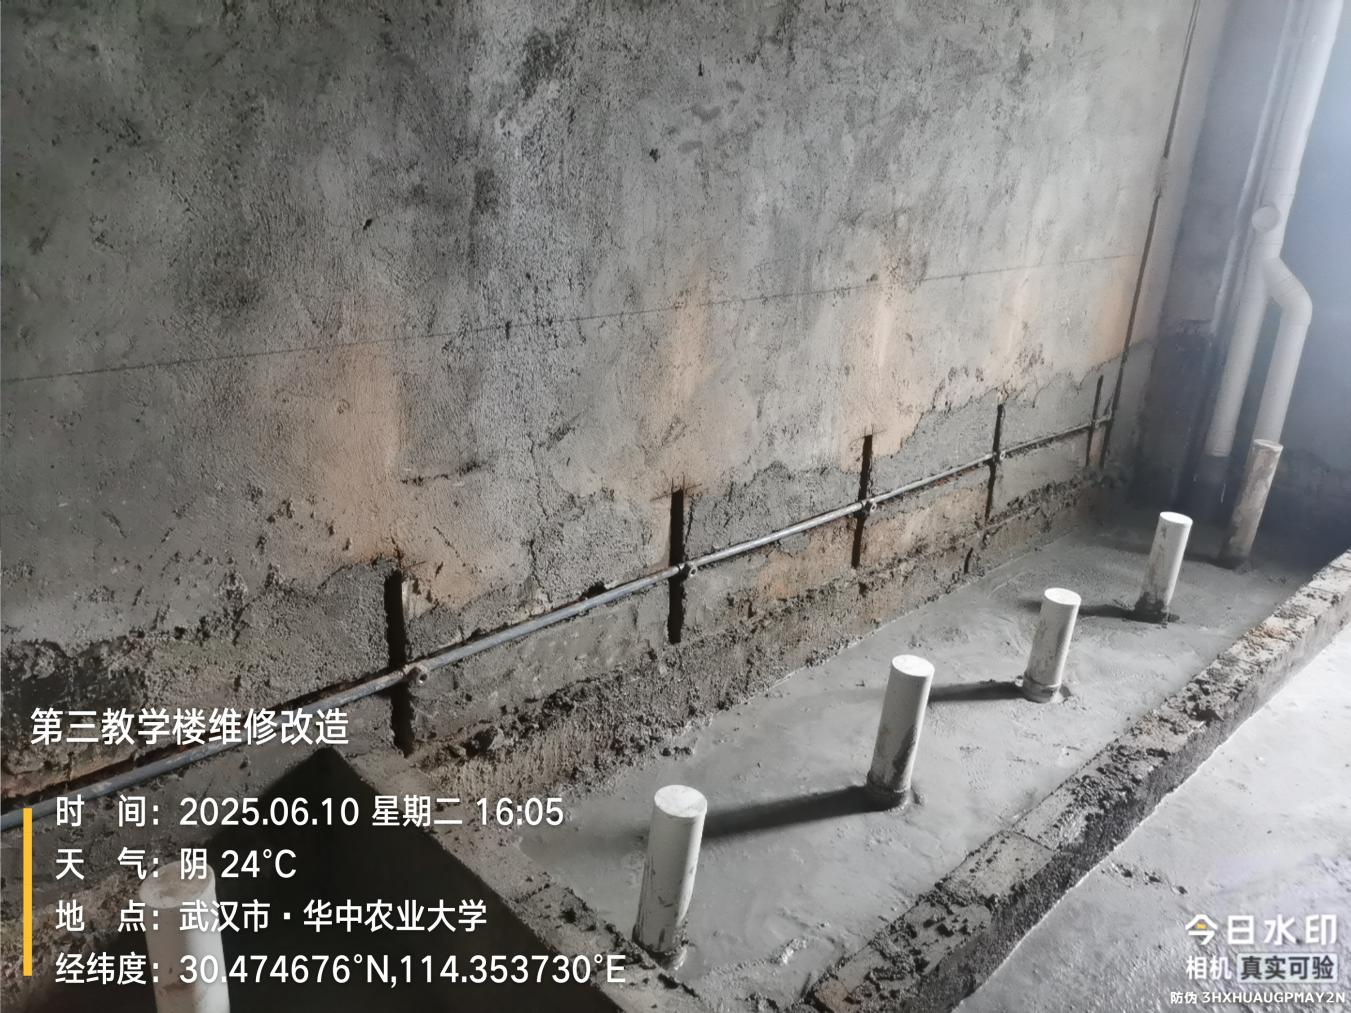 第三教学楼维修改造
时 间：2025.06.10 星期二 16:05
天 气：阴 24°C
地 点：武汉市·华中农业大学
经纬度：30.474676°N,114.353730°E
今日水印
相机 真实可验
防伪 3HXHUAUGPMAY2N